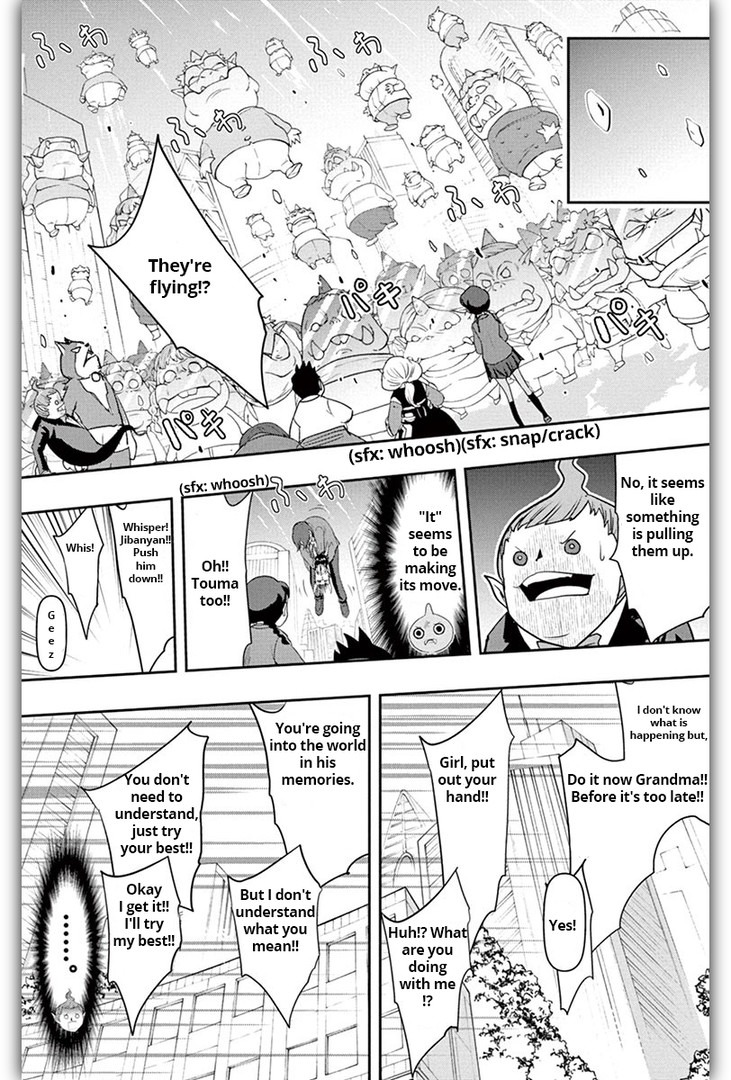 ふわ
ふわ
ふわ
ふわ
They're
flying!?
パキ
パキ
パキ
(sfx: whoosh)(sfx: snap/crack)
No, it seems
like
something
is pulling
them up.
"It"
seems
to be
making
its move.
(sfx: whoosh)
ふわ
Oh!!
Touma
too!!
Whisper!
Jibanyan!!
Push
him
down!!
Whis!
G
e
e
z
I don't know
what is
happening but,
Do it now Grandma!!
Before it's too late!!
Yes!
Girl, put
out your
hand!!
Huh!? What
are you
doing
with me
!?
You're going
into the world
in his
memories.
But I don't
understand
what you
mean!!
You don't
need to
understand,
just try
your best!!
Okay
I get it!!
I'll try
my best!!
......。